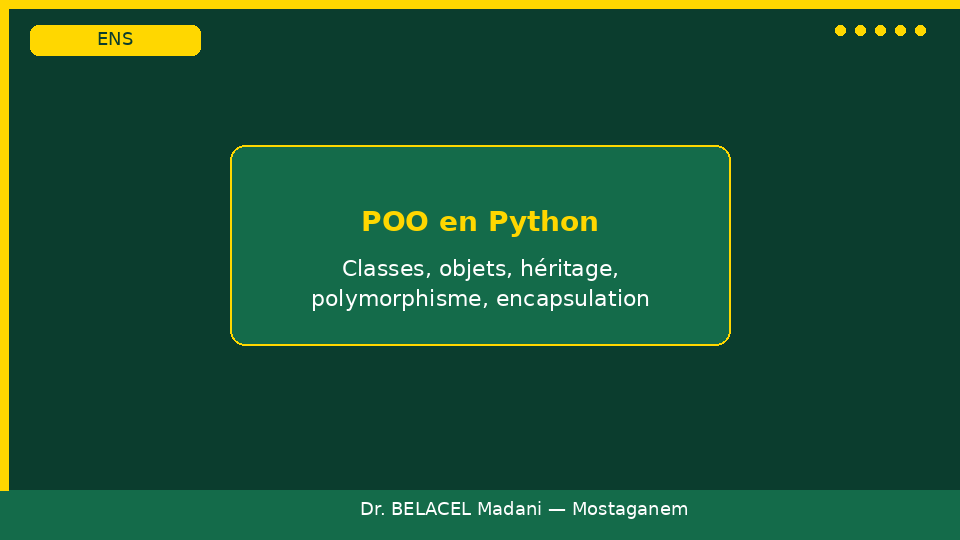 ENS
POO en Python
Classes, objets, héritage,
polymorphisme, encapsulation
Dr. BELACEL Madani — Mostaganem